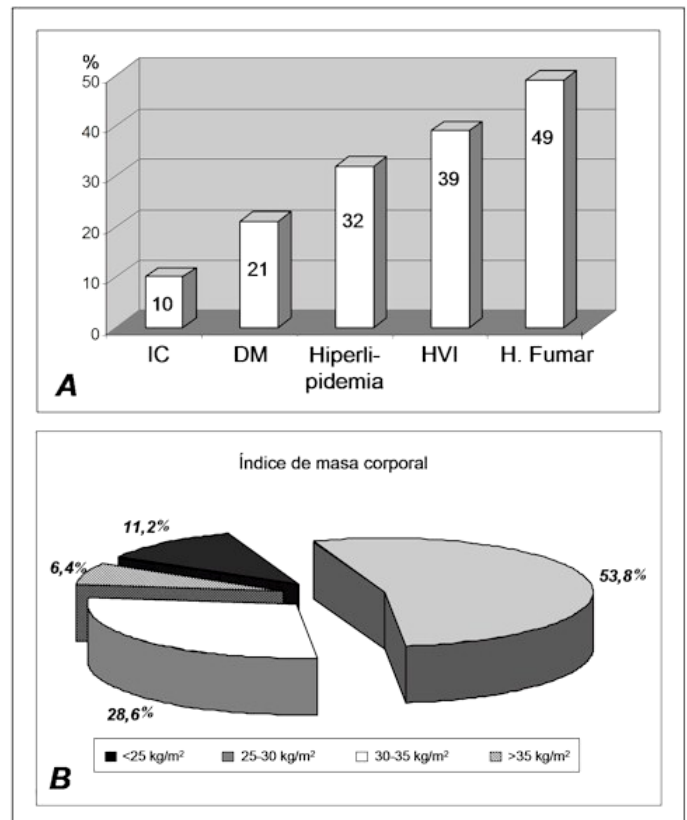 %
50
40
30
20
10
0
10
21
32
39
49
IC DM Hiperli- HVI H. Fumar
pidemia
A
Índice de masa corporal
11,2%
6,4%
53,8%
28,6%
<25 kg/m² 25-30 kg/m² 30-35 kg/m² >35 kg/m²
B